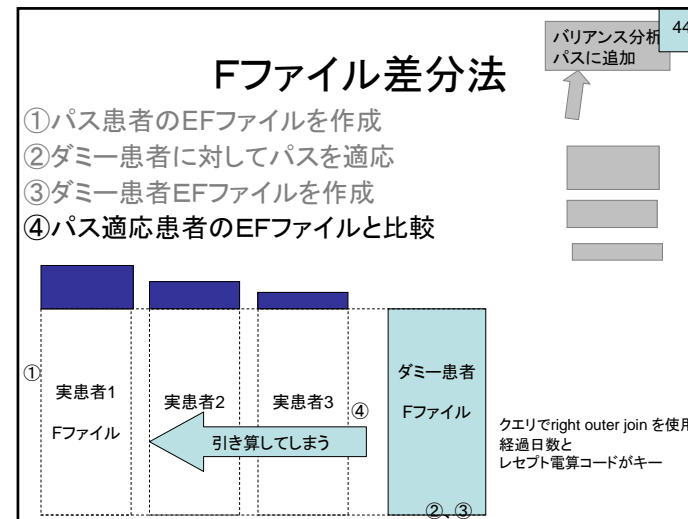 44
バリアンス分析
パスに追加
Fファイル差分法
①パス患者のEFファイルを作成
②ダミー患者に対してパスを適応
③ダミー患者EFファイルを作成
④パス適応患者のEFファイルと比較
①
実患者1
Fファイル
実患者2
実患者3
④
引き算してしまう
ダミー患者
Fファイル
②、③
クエリでright outer join を使用
経過日数と
レセプト電算コードがキー